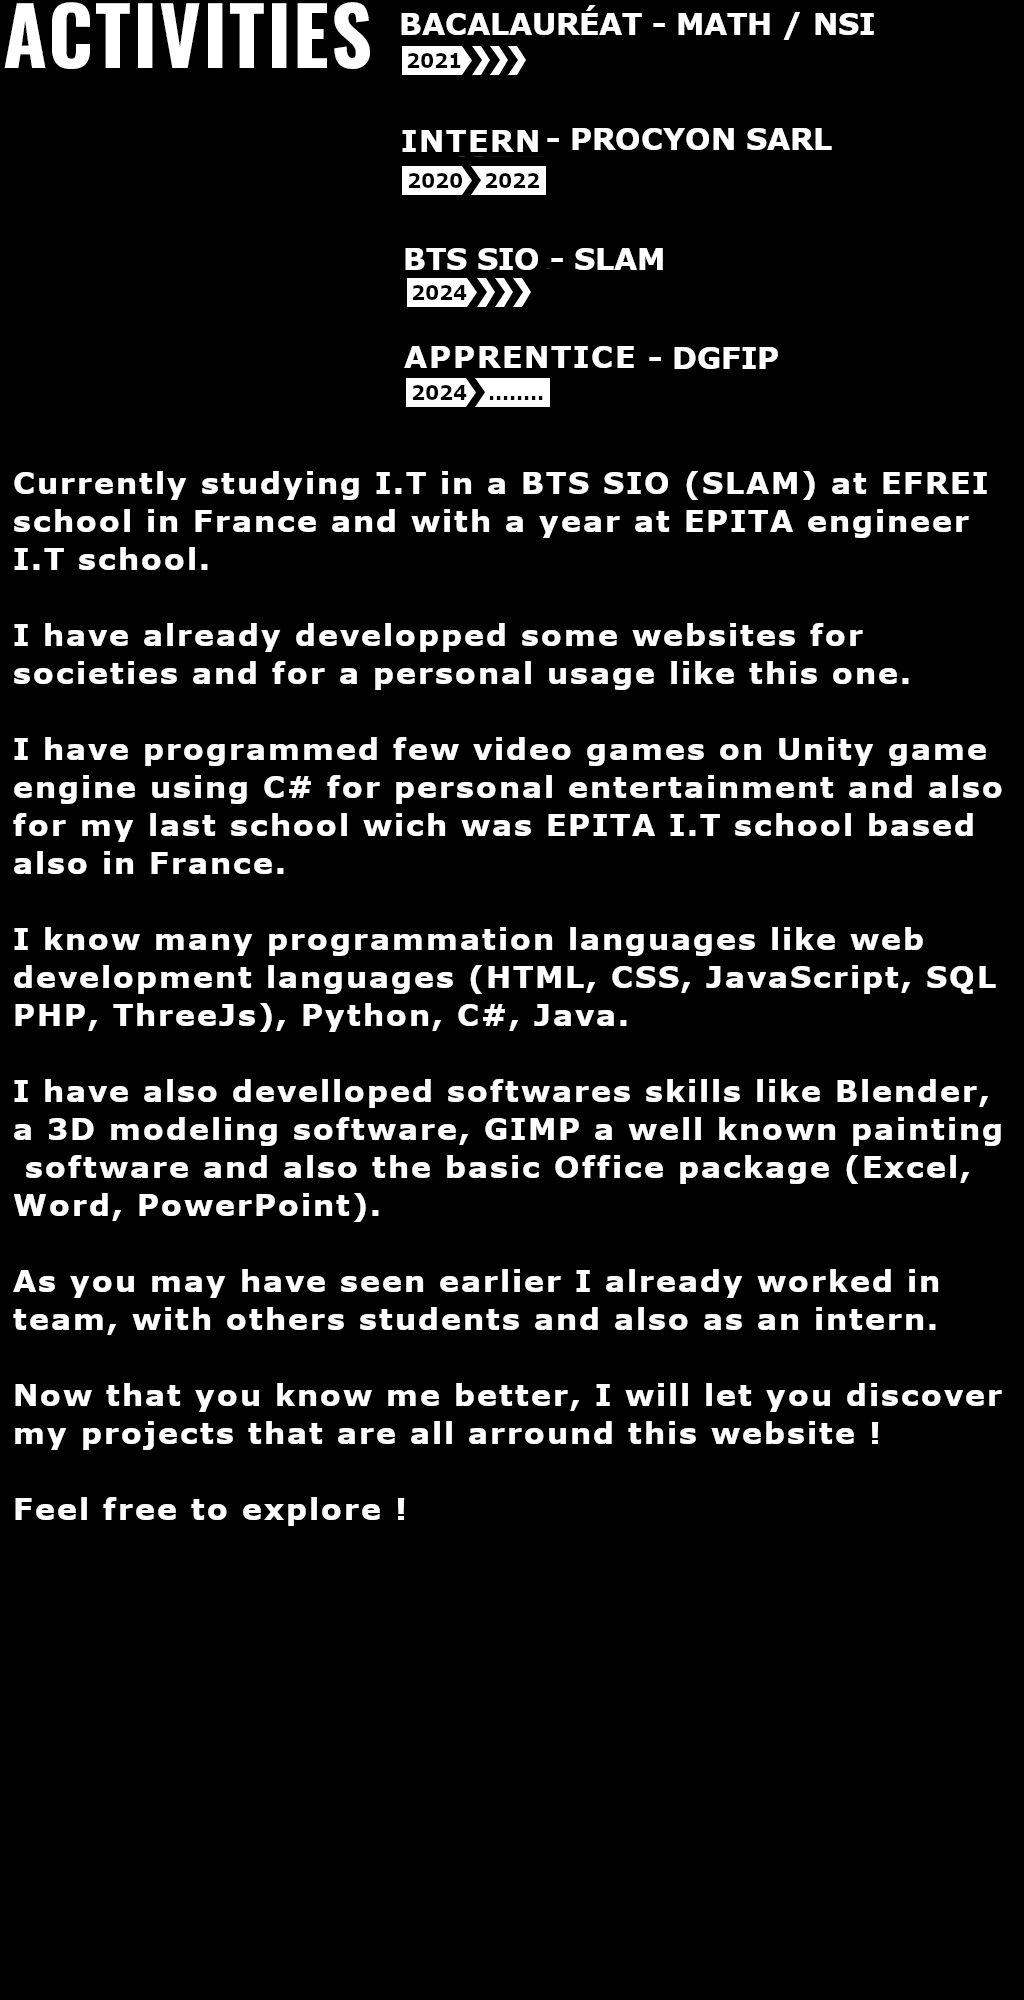 ACTIVITIES
BACALAURÉAT - MATH / NSI
2021
INTERN - PROCYON SARL
2020 2022
BTS SIO - SLAM
2024
APPRENTICE - DGFIP
2024 ........
Currently studying I.T in a BTS SIO (SLAM) at EFREI
school in France and with a year at EPITA engineer
I.T school.
I have already developped some websites for
societies and for a personal usage like this one.
I have programmed few video games on Unity game
engine using C# for personal entertainment and also
for my last school wich was EPITA I.T school based
also in France.
I know many programmation languages like web
development languages (HTML, CSS, JavaScript, SQL
PHP, ThreeJs), Python, C#, Java.
I have also develloped softwares skills like Blender,
a 3D modeling software, GIMP a well known painting
software and also the basic Office package (Excel,
Word, PowerPoint).
As you may have seen earlier I already worked in
team, with others students and also as an intern.
Now that you know me better, I will let you discover
my projects that are all arround this website !
Feel free to explore !